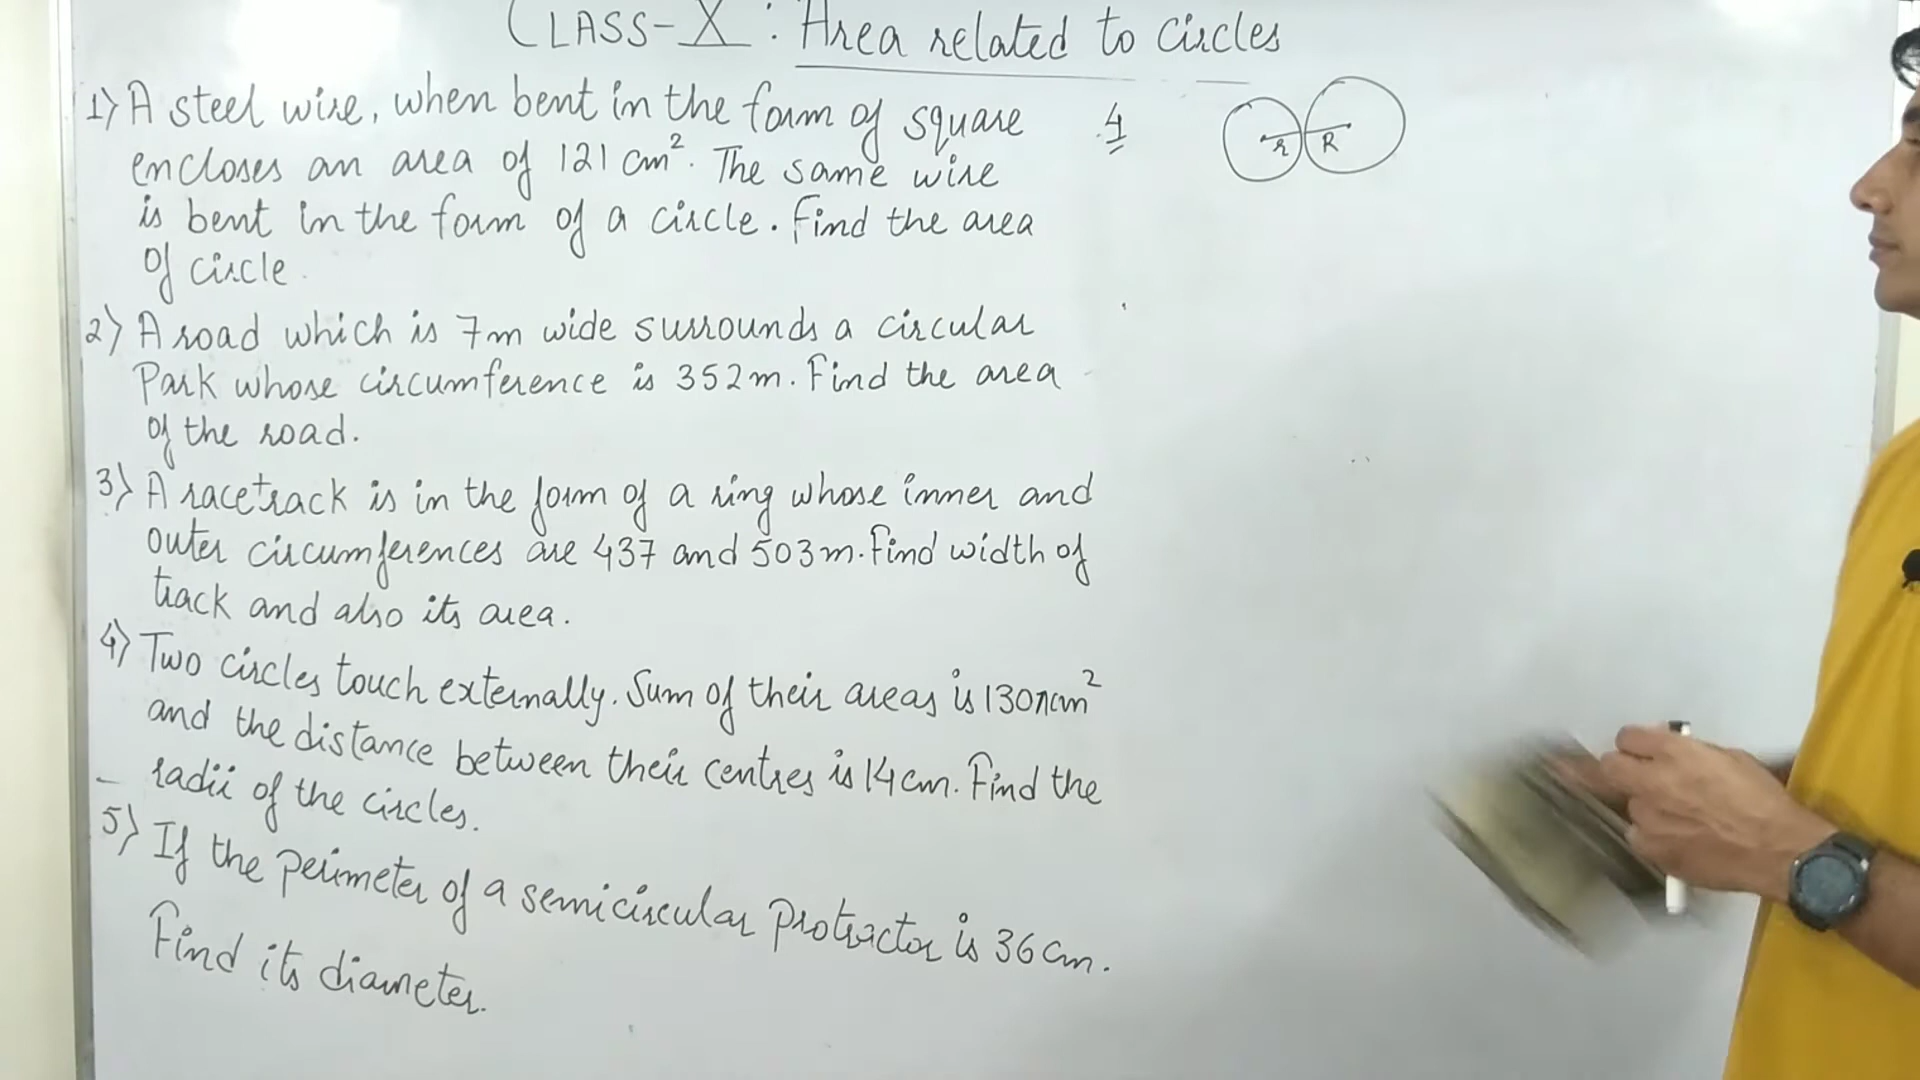 CLASS-X : Area related to circles
1) A steel wire, when bent in the form of square
encloses an area of 121 cm². The same wire
is bent in the form of a circle. Find the area
of circle.
2) A road which is 7m wide surrounds a circular
Park whose circumference is 352m. Find the area
of the road.
3) A racetrack is in the form of a ring whose inner and
outer circumferences are 437 and 503m. Find width of
track and also its area.
4) Two circles touch externally. Sum of their areas is 130πcm²
and the distance between their centres is 14cm. Find the
radii of the circles.
5) If the perimeter of a semicircular Protractor is 36cm.
Find its diameter.
4
r R